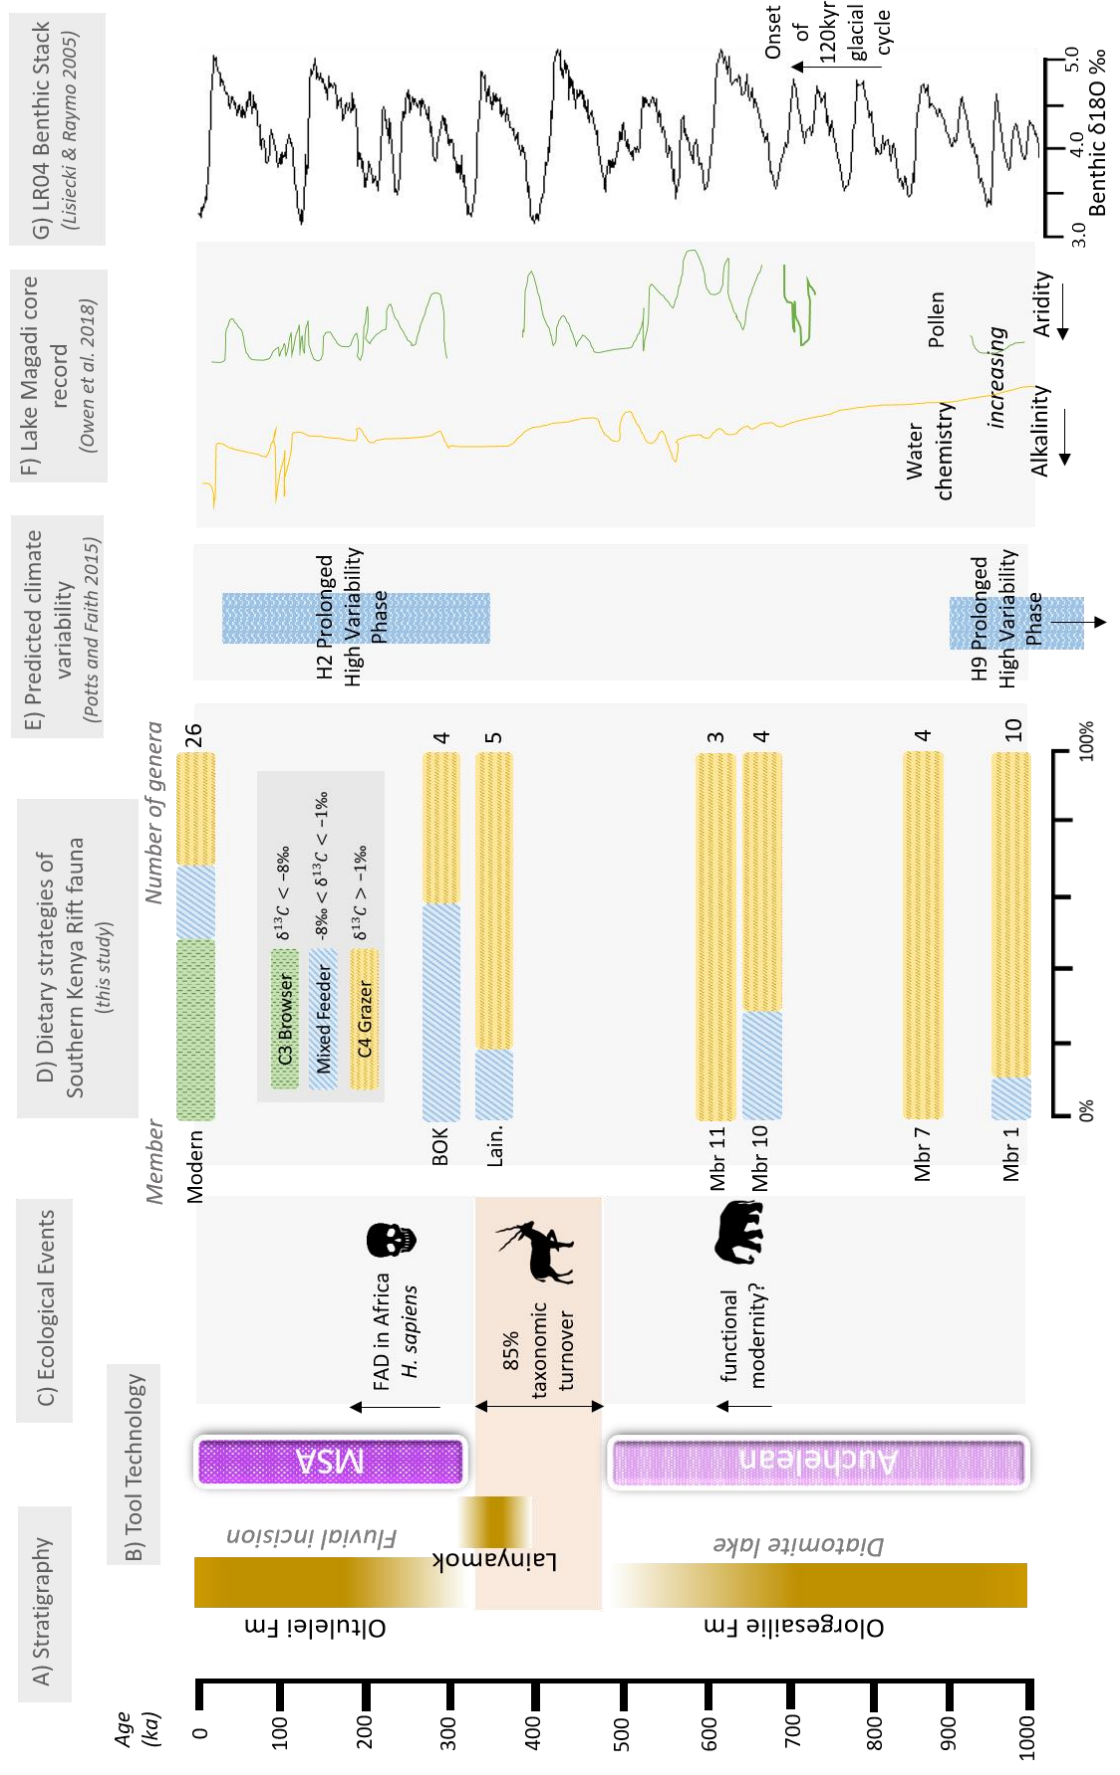 A) Stratigraphy
B) Tool Technology
C) Ecological Events
D) Dietary strategies of
Southern Kenya Rift fauna
(this study)
E) Predicted climate
variability
(Potts and Faith 2015)
F) Lake Magadi core
record
(Owen et al. 2018)
G) LR04 Benthic Stack
(Lisiecki & Raymo 2005)
Age
(ka)
0
100
200
300
400
500
600
700
800
900
1000
Oltulelei Fm
Fluvial incision
Lainyamok
Olorgesailie Fm
Diatomite lake
MSA
Auchelean
FAD in Africa
H. sapiens
85%
taxonomic
turnover
functional
modernity?
Member
Number of genera
Modern
26
BOK
4
Lain.
5
Mbr 11
3
Mbr 10
4
Mbr 7
4
Mbr 1
10
C3 Browser δ13C < −8‰
Mixed Feeder -8‰ < δ13C < −1‰
C4 Grazer δ13C > −1‰
0%
100%
H2 Prolonged
High Variability
Phase
H9 Prolonged
High Variability
Phase
Water
chemistry
Pollen
increasing
Alkalinity
Aridity
Onset
of
120kyr
glacial
cycle
3.0
4.0
5.0
Benthic δ18O ‰